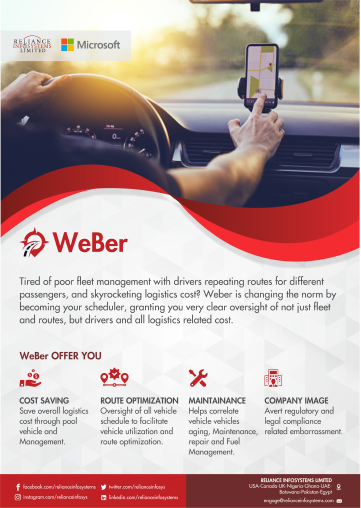 RELIANCE
INFOSYSTEMS
LIMITED
Microsoft
WeBer
Tired of poor fleet management with drivers repeating routes for different
passengers, and skyrocketing logistics cost? Weber is changing the norm by
becoming your scheduler, granting you very clear oversight of not just fleet
and routes, but drivers and all logistics related cost.
WeBer OFFER YOU
COST SAVING
Save overall logistics
cost through pool
vehicle and
Management.
ROUTE OPTIMIZATION
Oversight of all vehicle
schedule to facilitate
vehicle utilization and
route optimization.
MAINTAINANCE
Helps correlate
vehicle vehicles
aging, Maintenance,
repair and Fuel
Management.
COMPANY IMAGE
Avert regulatory and
legal compliance
related embarrassment.
facebook.com/relianceinfosystems
twitter.com/relianceinfosys
instagram.com/relianceinfosys
linkedin.com/relianceinfosystems
RELIANCE INFOSYSTEMS LIMITED
USA-Canada-UK-Nigeria-Ghana-UAE-
Botswana-Pakistan-Egypt
engage@relianceinfosystems.com